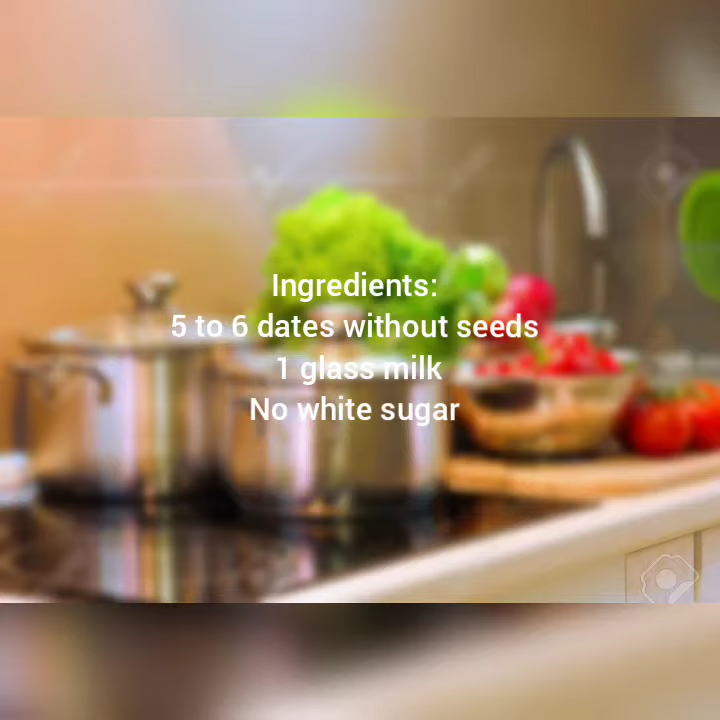 Ingredients:
5 to 6 dates without seeds
1 glass milk
No white sugar